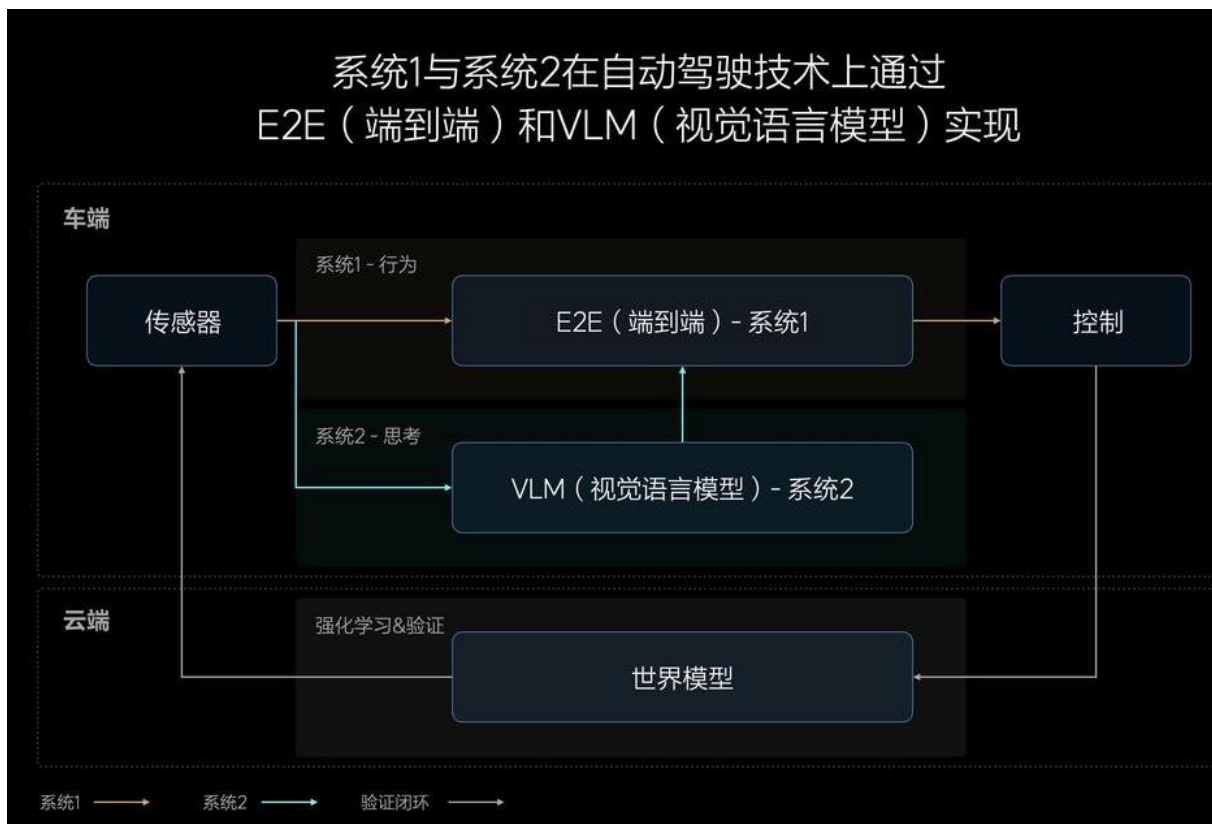 系统1与系统2在自动驾驶技术上通过
E2E（端到端）和VLM（视觉语言模型）实现
车端
系统1 - 行为
传感器
E2E（端到端）- 系统1
控制
系统2 - 思考
VLM（视觉语言模型）- 系统2
云端
强化学习&验证
世界模型
系统1
系统2
验证闭环